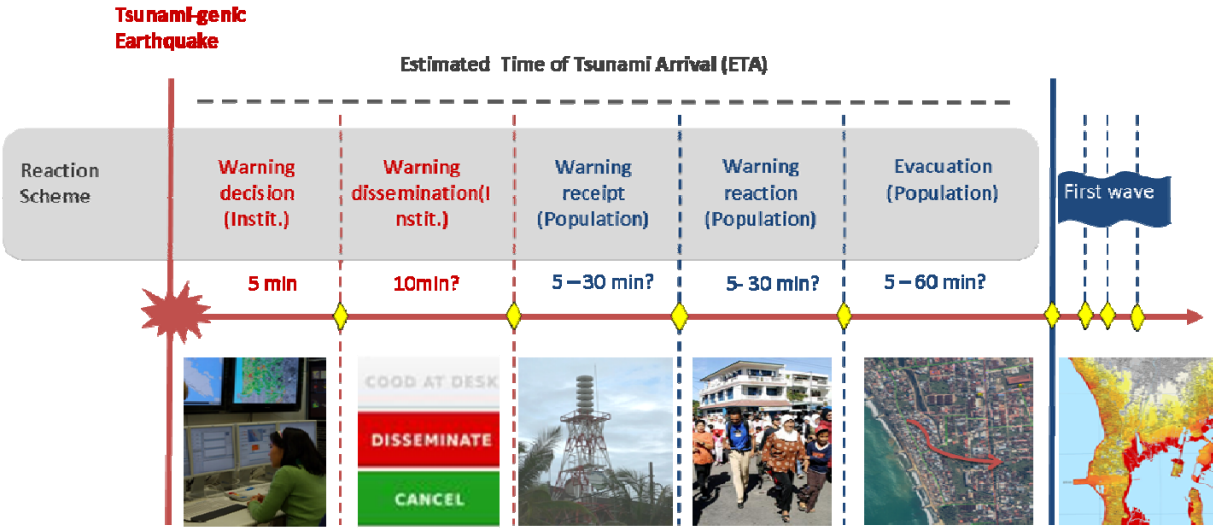 Tsunami-genic
Earthquake
Estimated Time of Tsunami Arrival (ETA)
Reaction
Scheme
Warning
decision
(Instit.)
Warning
dissemination(I
nstit.)
Warning
receipt
(Population)
Warning
reaction
(Population)
Evacuation
(Population)
First wave
5 min
10min?
5 – 30 min?
5- 30 min?
5 – 60 min?
COOD AT DESK
DISSEMINATE
CANCEL